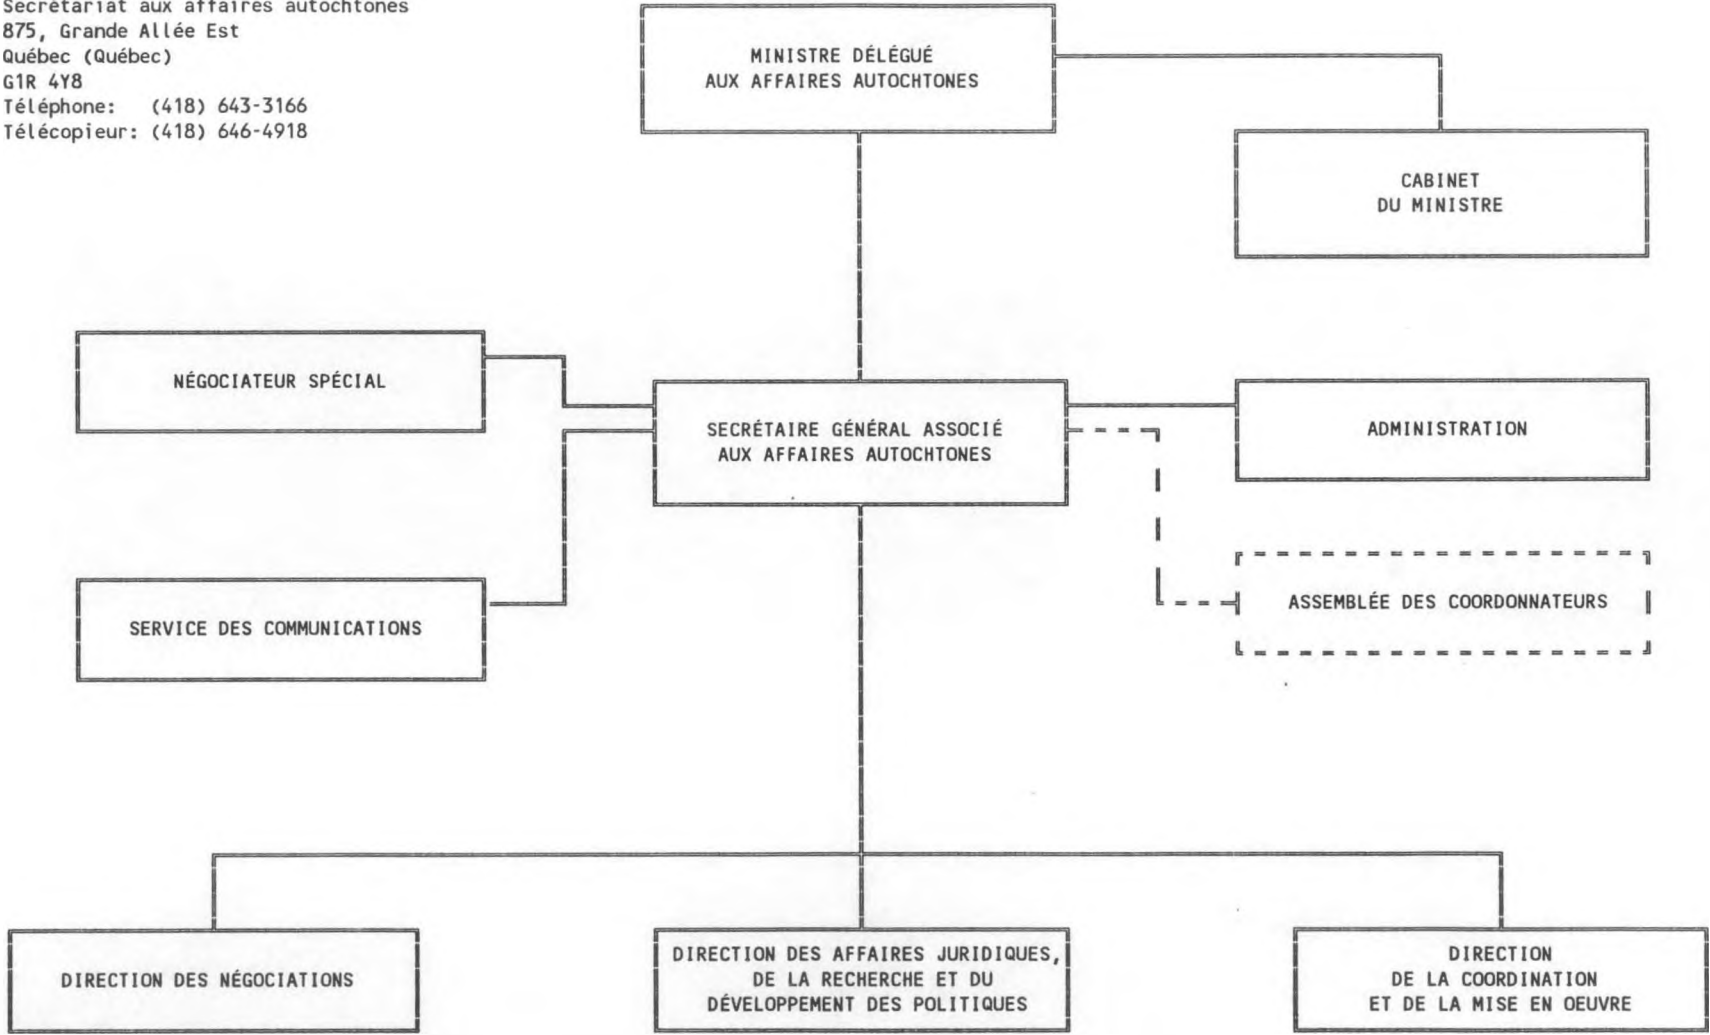 Secrétariat aux affaires autochtones
875, Grande Allée Est
Québec (Québec)
G1R 4Y8
Téléphone: (418) 643-3166
Télécopieur: (418) 646-4918
MINISTRE DÉLÉGUÉ
AUX AFFAIRES AUTOCHTONES
CABINET
DU MINISTRE
NÉGOCIATEUR SPÉCIAL
SECRÉTAIRE GÉNÉRAL ASSOCIÉ
AUX AFFAIRES AUTOCHTONES
ADMINISTRATION
SERVICE DES COMMUNICATIONS
ASSEMBLÉE DES COORDONNATEURS
DIRECTION DES NÉGOCIATIONS
DIRECTION DES AFFAIRES JURIDIQUES,
DE LA RECHERCHE ET DU
DÉVELOPPEMENT DES POLITIQUES
DIRECTION
DE LA COORDINATION
ET DE LA MISE EN OEUVRE